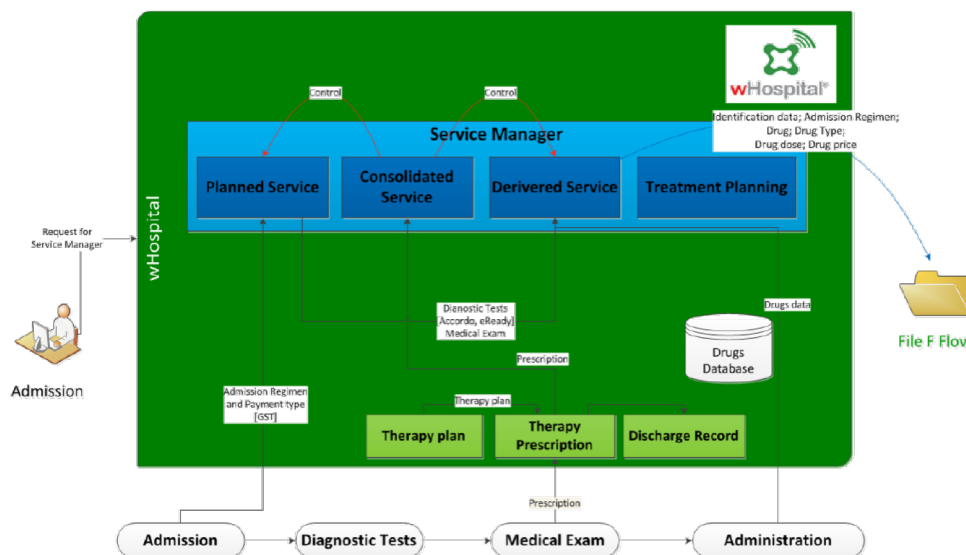 wHospital®
Control
Control
Identification data; Admission Regimen;
Drug; Drug Type;
Drug dose; Drug price
Service Manager
Planned Service
Consolidated
Service
Derivered Service
Treatment Planning
Request for
Service Manager
wHospital
Admission
Dienostic Tests
[Accordo, eReady]
Medical Exam
Drugs data
File F Flow
Drugs
Database
Prescription
Admission Regimen
and Payment type
[GST]
Therapy plan
Therapy plan
Therapy
Prescription
Discharge Record
Prescription
Admission
Diagnostic Tests
Medical Exam
Administration